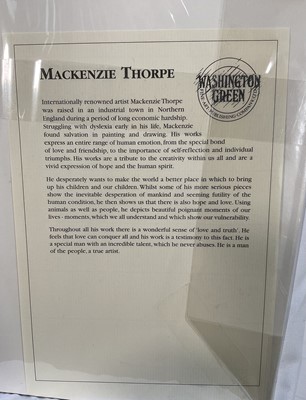 MACKENZIE THORPE
WASHINGTON
GREEN
Internationally renowned artist Mackenzie Thorpe
was raised in an industrial town in Northern
England during a period of long economic hardship.
Struggling with dyslexia early in his life, Mackenzie
found salvation in painting and drawing. His works
express an entire range of human emotion, from the special bond
of love and friendship, to the importance of self-reflection and individual
triumphs. His works are a tribute to the creativity within us all and are a
vivid expression of hope and the human spirit.
He desperately wants to make the world a better place in which to bring
up his children and our children. Whilst some of his more serious pieces
show the inevitable desperation of mankind and seeming futility of the
human condition, he then shows us that there is also hope and love. Using
animals as well as people, he depicts beautiful poignant moments of our
lives - moments, which we all understand and which show our vulnerability.
Throughout all his work there is a wonderful sense of 'love and truth'. He
feels that love can conquer all and his work is a testimony to this fact. He is
a special man with an incredible talent, which he never abuses. He is a man
of the people, a true artist.